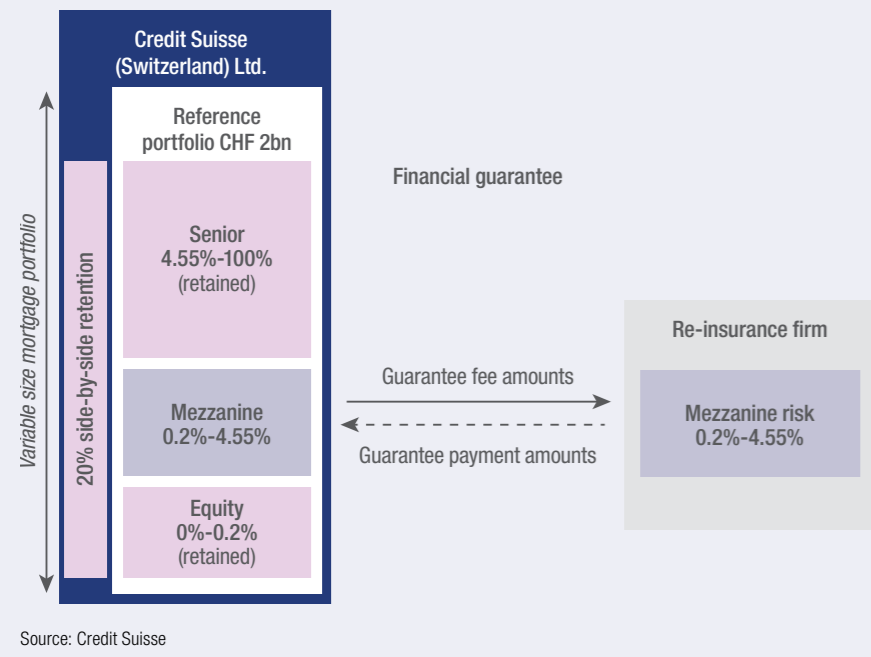 Credit Suisse
(Switzerland) Ltd.
Reference
portfolio CHF 2bn
Variable size mortgage portfolio
20% side-by-side retention
Senior
4.55%-100%
(retained)
Mezzanine
0.2%-4.55%
Equity
0%-0.2%
(retained)
Financial guarantee
Guarantee fee amounts
Guarantee payment amounts
Re-insurance firm
Mezzanine risk
0.2%-4.55%
Source: Credit Suisse